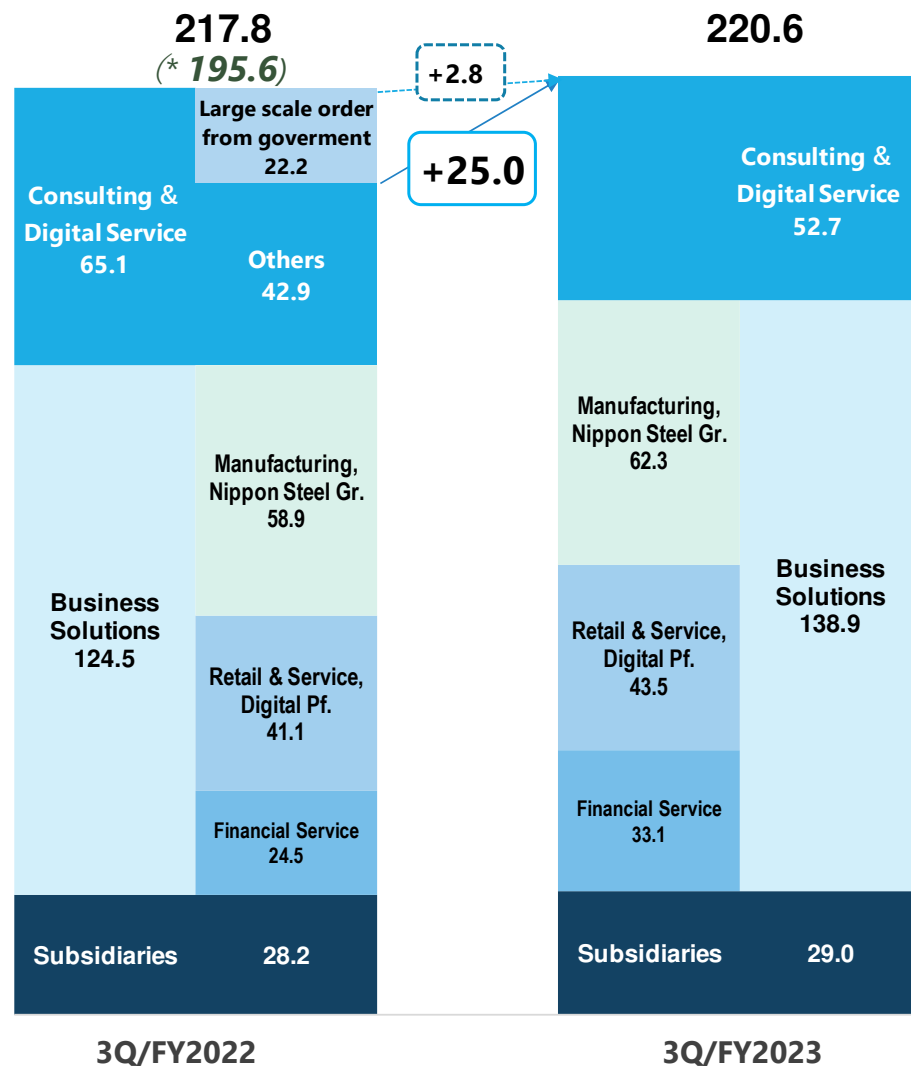 217.8
(* 195.6)
Consulting &
Digital Service
65.1
Large scale order
from goverment
22.2
Others
42.9
Business
Solutions
124.5
Manufacturing,
Nippon Steel Gr.
58.9
Retail & Service,
Digital Pf.
41.1
Financial Service
24.5
Subsidiaries 28.2
3Q/FY2022
+2.8
+25.0
220.6
Consulting &
Digital Service
52.7
Manufacturing,
Nippon Steel Gr.
62.3
Retail & Service,
Digital Pf.
43.5
Financial Service
33.1
Business
Solutions
138.9
Subsidiaries 29.0
3Q/FY2023